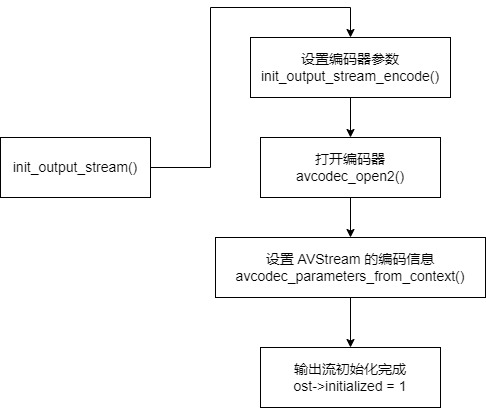 设置编码器参数
init_output_stream_encode()
init_output_stream()
打开编码器
avcodec_open2()
设置 AVStream 的编码信息
avcodec_parameters_from_context()
输出流初始化完成
ost->initialized = 1